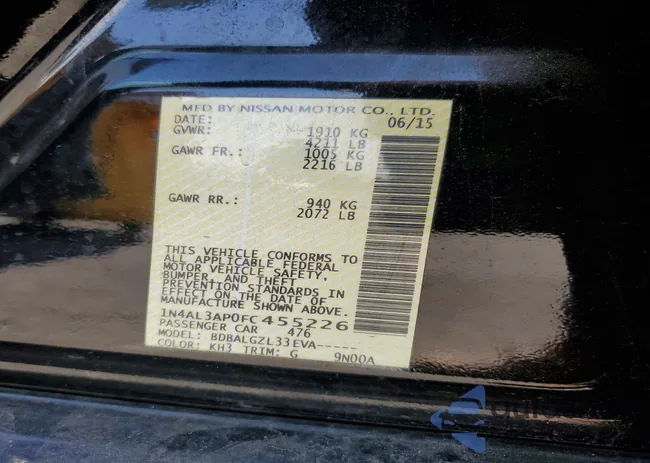 MFD BY NISSAN MOTOR CO., LTD.
DATE: 06/15
GVWR: 1910 KG
4211 LB
GAWR FR.: 1005 KG
2216 LB
GAWR RR.: 940 KG
2072 LB
THIS VEHICLE CONFORMS TO
ALL APPLICABLE FEDERAL
MOTOR VEHICLE SAFETY,
BUMPER, AND THEFT
PREVENTION STANDARDS IN
EFFECT ON THE DATE OF
MANUFACTURE SHOWN ABOVE.
1N4AL3AP0FC455226
PASSENGER CAR 476
MODEL: BDBALGZL33EVA------
COLOR: KH3 TRIM: G 9N00A